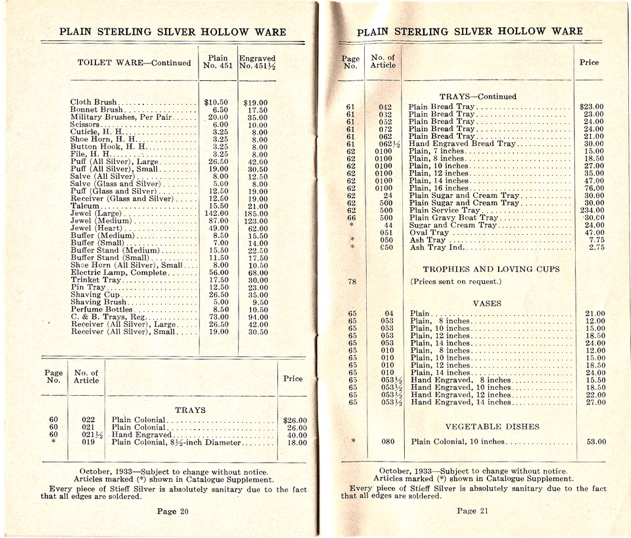 PLAIN STERLING SILVER HOLLOW WARE
TOILET WARE—Continued
Plain No. 451
Engraved No. 451½
Cloth Brush $10.50 $19.00
Bonnet Brush 6.50 17.50
Military Brushes, Per Pair 20.00 35.00
Scissors 6.00 10.00
Cuticle, H. H. 3.25 8.00
Shoe Horn, H. H. 3.25 8.00
Button Hook, H. H. 3.25 8.00
File, H. H. 3.25 8.00
Puff (All Silver), Large 26.50 42.00
Puff (All Silver), Small 19.00 30.50
Salve (All Silver) 8.00 12.50
Salve (Glass and Silver) 5.00 8.00
Puff (Glass and Silver) 12.50 19.00
Receiver (Glass and Silver) 12.50 19.00
Talcum 15.50 21.00
Jewel (Large) 142.00 185.00
Jewel (Medium) 87.00 123.00
Jewel (Heart) 49.00 62.00
Buffer (Medium) 8.50 15.50
Buffer (Small) 7.00 14.00
Buffer Stand (Medium) 15.50 22.50
Buffer Stand (Small) 11.50 17.50
Shoe Horn (All Silver), Small 8.00 10.50
Electric Lamp, Complete 56.00 68.00
Trinket Tray 17.50 30.00
Pin Tray 12.50 23.00
Shaving Cup 26.50 35.00
Shaving Brush 5.00 9.50
Perfume Bottles 8.50 10.50
C. & B. Trays, Reg. 73.00 94.00
Receiver (All Silver), Large 26.50 42.00
Receiver (All Silver), Small 19.00 30.50
Page No.
No. of Article
Price
TRAYS
60 022 Plain Colonial $26.00
60 021 Plain Colonial 26.00
60 021½ Hand Engraved 40.00
* 019 Plain Colonial, 8½-inch Diameter 18.00
October, 1933—Subject to change without notice.
Articles marked (*) shown in Catalogue Supplement.
Every piece of Stieff Silver is absolutely sanitary due to the fact
that all edges are soldered.
Page 20
PLAIN STERLING SILVER HOLLOW WARE
Page No.
No. of Article
Price
TRAYS—Continued
61 042 Plain Bread Tray $23.00
61 032 Plain Bread Tray 23.00
61 052 Plain Bread Tray 24.00
61 072 Plain Bread Tray 24.00
61 062 Plain Bread Tray 21.00
61 062½ Hand Engraved Bread Tray 30.00
62 0100 Plain, 7 inches 15.00
62 0100 Plain, 8 inches 18.50
62 0100 Plain, 10 inches 27.00
62 0100 Plain, 12 inches 35.00
62 0100 Plain, 14 inches 47.00
62 0100 Plain, 16 inches 76.00
62 24 Plain Sugar and Cream Tray 30.00
62 500 Plain Sugar and Cream Tray 30.00
62 500 Plain Service Tray 234.00
66 500 Plain Gravy Boat Tray 30.00
* 44 Sugar and Cream Tray 24.00
051 Oval Tray 47.00
* 050 Ash Tray 7.75
* C50 Ash Tray Ind. 2.75
TROPHIES AND LOVING CUPS
78 (Prices sent on request.)
VASES
65 04 Plain 21.00
65 053 Plain, 8 inches 12.00
65 053 Plain, 10 inches 15.00
65 053 Plain, 12 inches 18.50
65 053 Plain, 14 inches 24.00
65 010 Plain, 8 inches 12.00
65 010 Plain, 10 inches 15.00
65 010 Plain, 12 inches 18.50
65 010 Plain, 14 inches 24.00
65 053½ Hand Engraved, 8 inches 15.50
65 053½ Hand Engraved, 10 inches 18.50
65 053½ Hand Engraved, 12 inches 22.00
65 053½ Hand Engraved, 14 inches 27.00
VEGETABLE DISHES
* 080 Plain Colonial, 10 inches 53.00
October, 1933—Subject to change without notice.
Articles marked (*) shown in Catalogue Supplement.
Every piece of Stieff Silver is absolutely sanitary due to the fact
that all edges are soldered.
Page 21